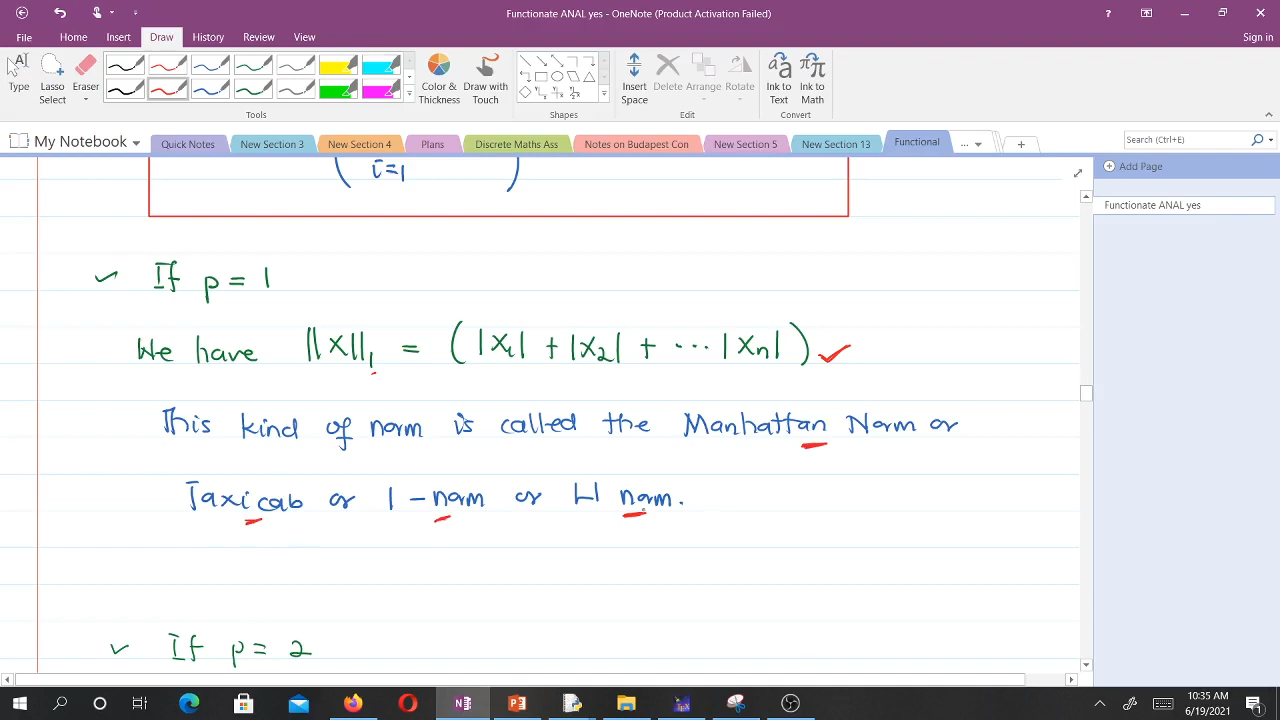 Functionate ANAL yes - OneNote (Product Activation Failed)
File Home Insert Draw History Review View Sign in
Type Lasso Select Eraser Color & Thickness Draw with Touch Insert Space Delete Arrange Rotate Ink to Text Ink to Math
Tools Shapes Edit Convert
My Notebook Quick Notes New Section 3 New Section 4 Plans Discrete Maths Ass Notes on Budapest Con New Section 5 New Section 13 Functional ... Search (Ctrl+E)
Add Page
Functionate ANAL yes
( i=1 )
If p = 1
We have ||X||₁ = (|X₁| + |X₂| + ... |Xn|)
This kind of norm is called the Manhattan Norm or
Taxicab or 1 - norm or L1 norm.
If p = 2
10:35 AM
6/19/2021